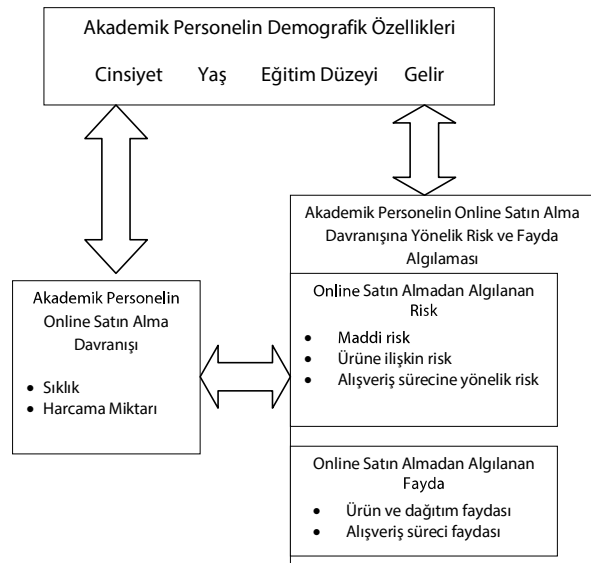 Akademik Personelin Demografik Özellikleri
Cinsiyet Yaş Eğitim Düzeyi Gelir
Akademik Personelin Online Satın Alma
Davranışına Yönelik Risk ve Fayda
Algılaması
Akademik Personelin
Online Satın Alma
Davranışı
• Sıklık
• Harcama Miktarı
Online Satın Almadan Algılanan
Risk
• Maddi risk
• Ürüne ilişkin risk
• Alışveriş sürecine yönelik risk
Online Satın Almadan Algılanan
Fayda
• Ürün ve dağıtım faydası
• Alışveriş süreci faydası